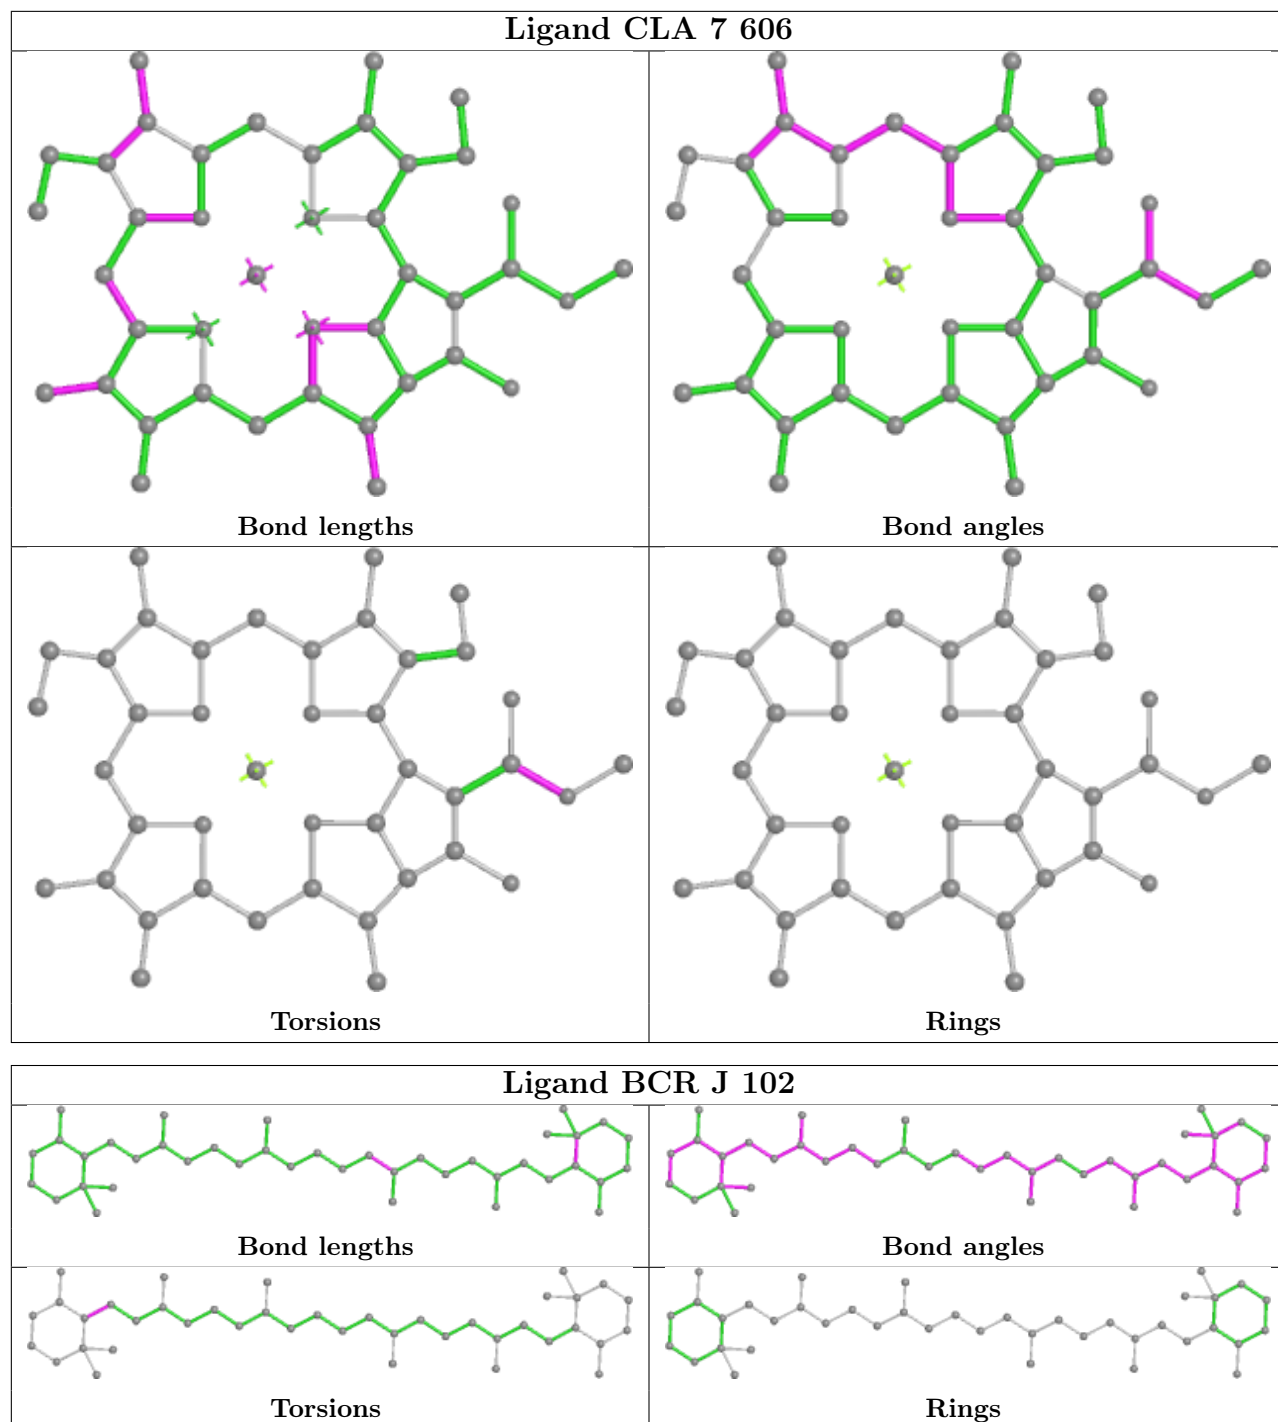 Ligand CLA 7 606
Bond lengths
Bond angles
Torsions
Rings
Ligand BCR J 102
Bond lengths
Bond angles
Torsions
Rings